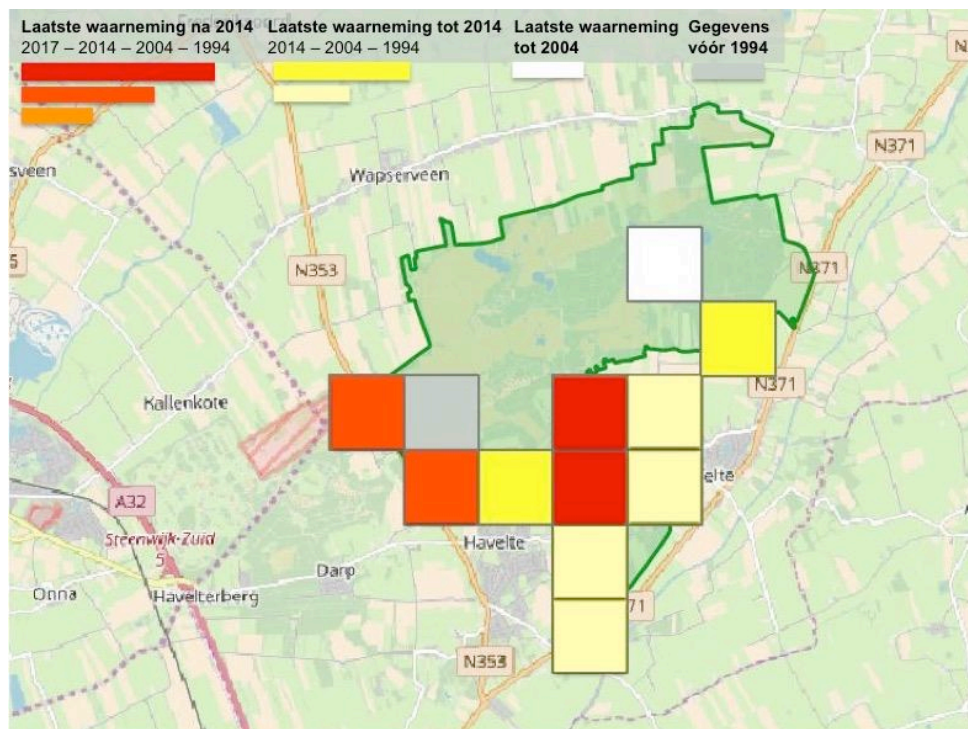 Laatste waarneming na 2014
2017 – 2014 – 2004 – 1994
Laatste waarneming tot 2014
2014 – 2004 – 1994
Laatste waarneming
tot 2004
Gegevens
vóór 1994
N371
sveen
Wapserveen
N353
N371
5
Kallenkote
N371
A32
elte
Steenwijk-Zuid
5
Havelte
Darp
Onna
Havelterberg
71
N353